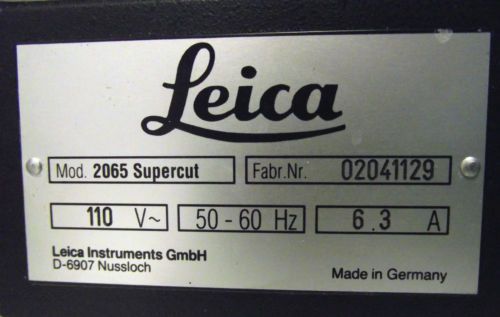 Leica
Mod. 2065 Supercut Fabr.Nr. 02041129
110 V~ 50 - 60 Hz 6.3 A
Leica Instruments GmbH
D-6907 Nussloch
Made in Germany